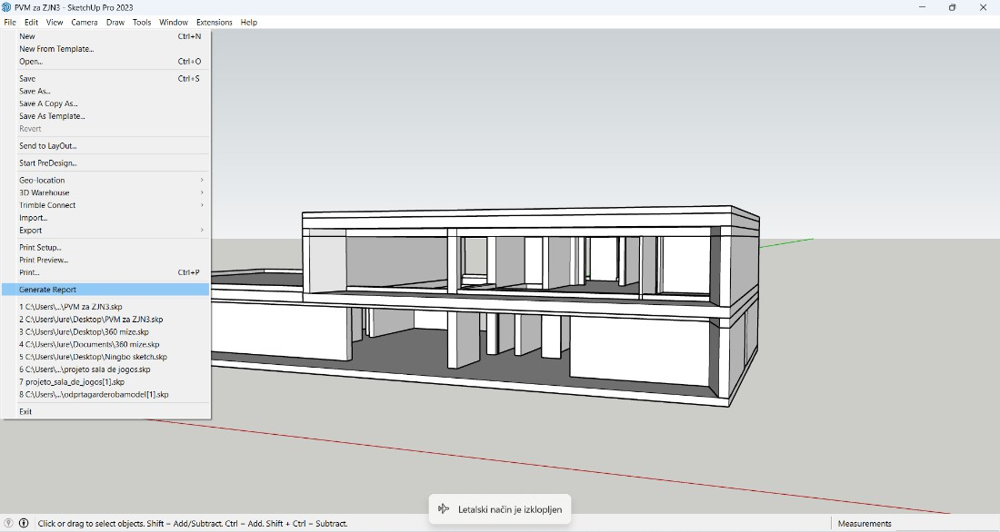 PVM za ZJN3 - SketchUp Pro 2023
File Edit View Camera Draw Tools Window Extensions Help
New Ctrl+N
New From Template...
Open... Ctrl+O
Save Ctrl+S
Save As...
Save A Copy As...
Save As Template...
Revert
Send to LayOut...
Start PreDesign...
Geo-location
3D Warehouse
Trimble Connect
Import...
Export
Print Setup...
Print Preview...
Print... Ctrl+P
Generate Report
1 C:\Users\...\PVM za ZJN3.skp
2 C:\Users\Jure\Desktop\PVM za ZJN3.skp
3 C:\Users\Jure\Desktop\360 mize.skp
4 C:\Users\Jure\Documents\360 mize.skp
5 C:\Users\Jure\Desktop\Ningbo sketch.skp
6 C:\Users\...\projeto sala de jogos.skp
7 projeto_sala_de_jogos[1].skp
8 C:\Users\...\odprtagarderobamodel[1].skp
Exit
Letalski način je izklopljen
Click or drag to select objects. Shift = Add/Subtract. Ctrl = Add. Shift + Ctrl = Subtract.
Measurements